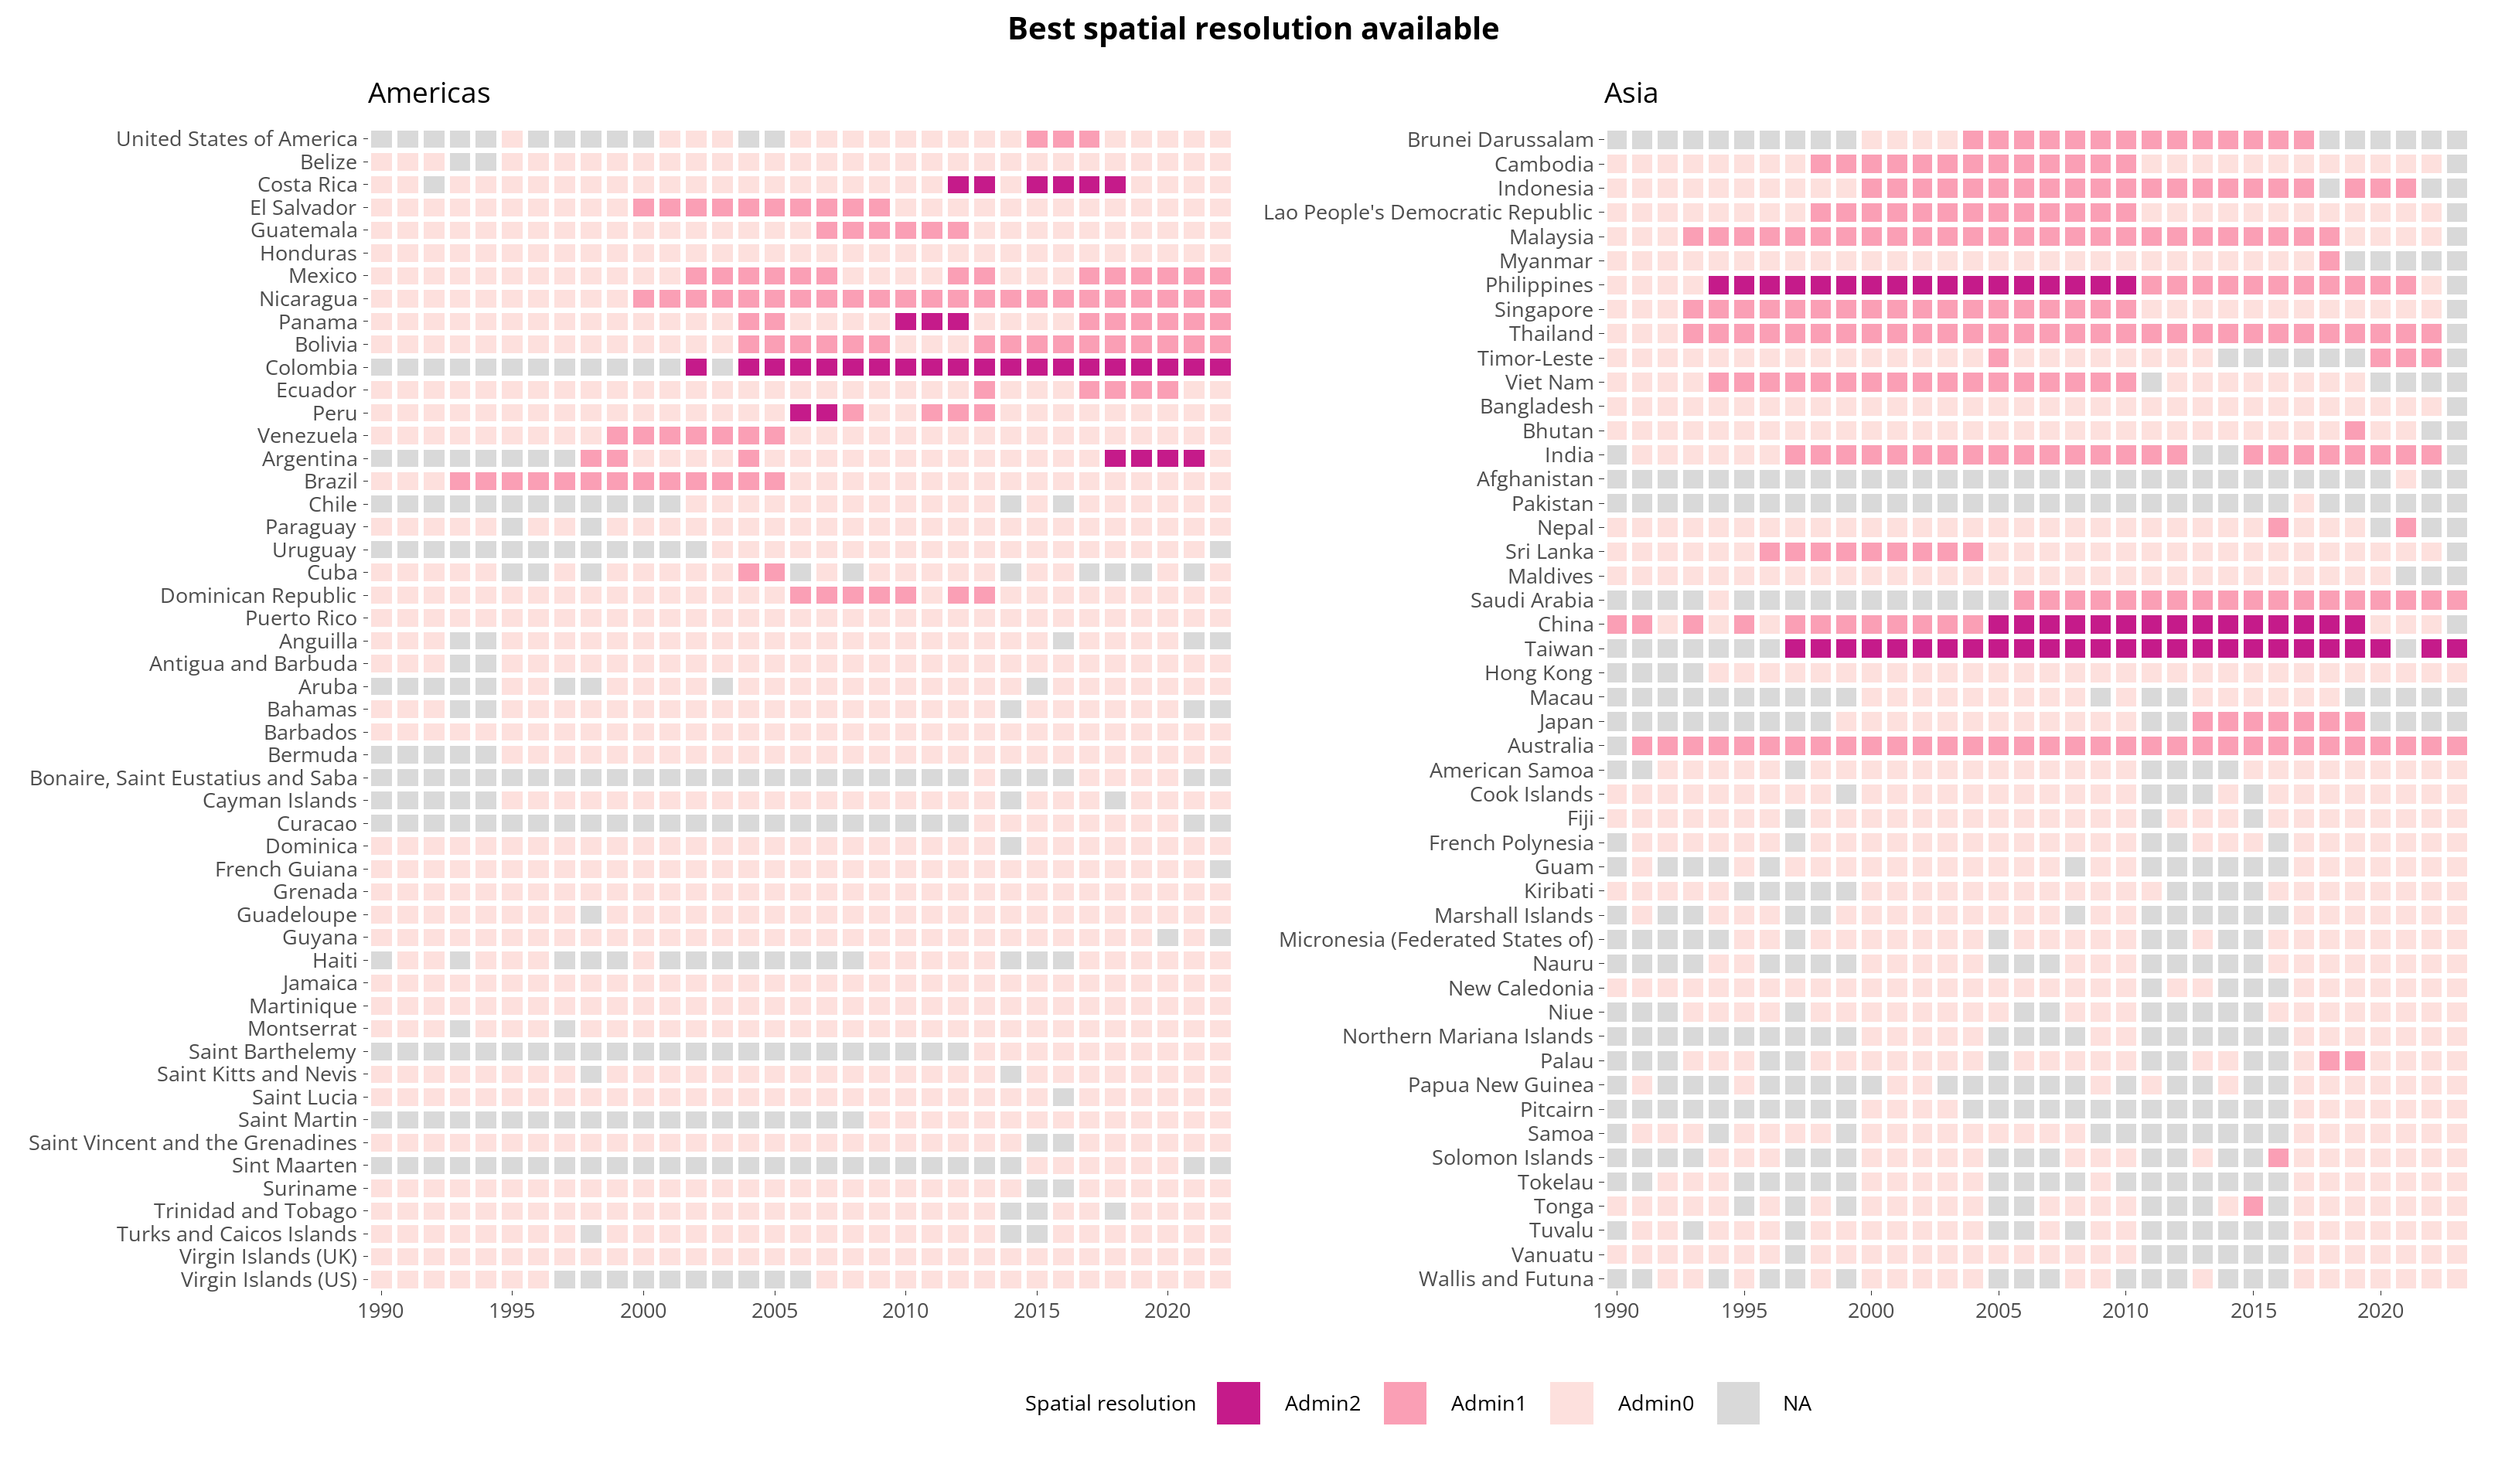 Best spatial resolution available
Americas
United States of America
Belize
Costa Rica
El Salvador
Guatemala
Honduras
Mexico
Nicaragua
Panama
Bolivia
Colombia
Ecuador
Peru
Venezuela
Argentina
Brazil
Chile
Paraguay
Uruguay
Cuba
Dominican Republic
Puerto Rico
Anguilla
Antigua and Barbuda
Aruba
Bahamas
Barbados
Bermuda
Bonaire, Saint Eustatius and Saba
Cayman Islands
Curacao
Dominica
French Guiana
Grenada
Guadeloupe
Guyana
Haiti
Jamaica
Martinique
Montserrat
Saint Barthelemy
Saint Kitts and Nevis
Saint Lucia
Saint Martin
Saint Vincent and the Grenadines
Sint Maarten
Suriname
Trinidad and Tobago
Turks and Caicos Islands
Virgin Islands (UK)
Virgin Islands (US)
1990 1995 2000 2005 2010 2015 2020
Asia
Brunei Darussalam
Cambodia
Indonesia
Lao People's Democratic Republic
Malaysia
Myanmar
Philippines
Singapore
Thailand
Timor-Leste
Viet Nam
Bangladesh
Bhutan
India
Afghanistan
Pakistan
Nepal
Sri Lanka
Maldives
Saudi Arabia
China
Taiwan
Hong Kong
Macau
Japan
Australia
American Samoa
Cook Islands
Fiji
French Polynesia
Guam
Kiribati
Marshall Islands
Micronesia (Federated States of)
Nauru
New Caledonia
Niue
Northern Mariana Islands
Palau
Papua New Guinea
Pitcairn
Samoa
Solomon Islands
Tokelau
Tonga
Tuvalu
Vanuatu
Wallis and Futuna
1990 1995 2000 2005 2010 2015 2020
Spatial resolution Admin2 Admin1 Admin0 NA